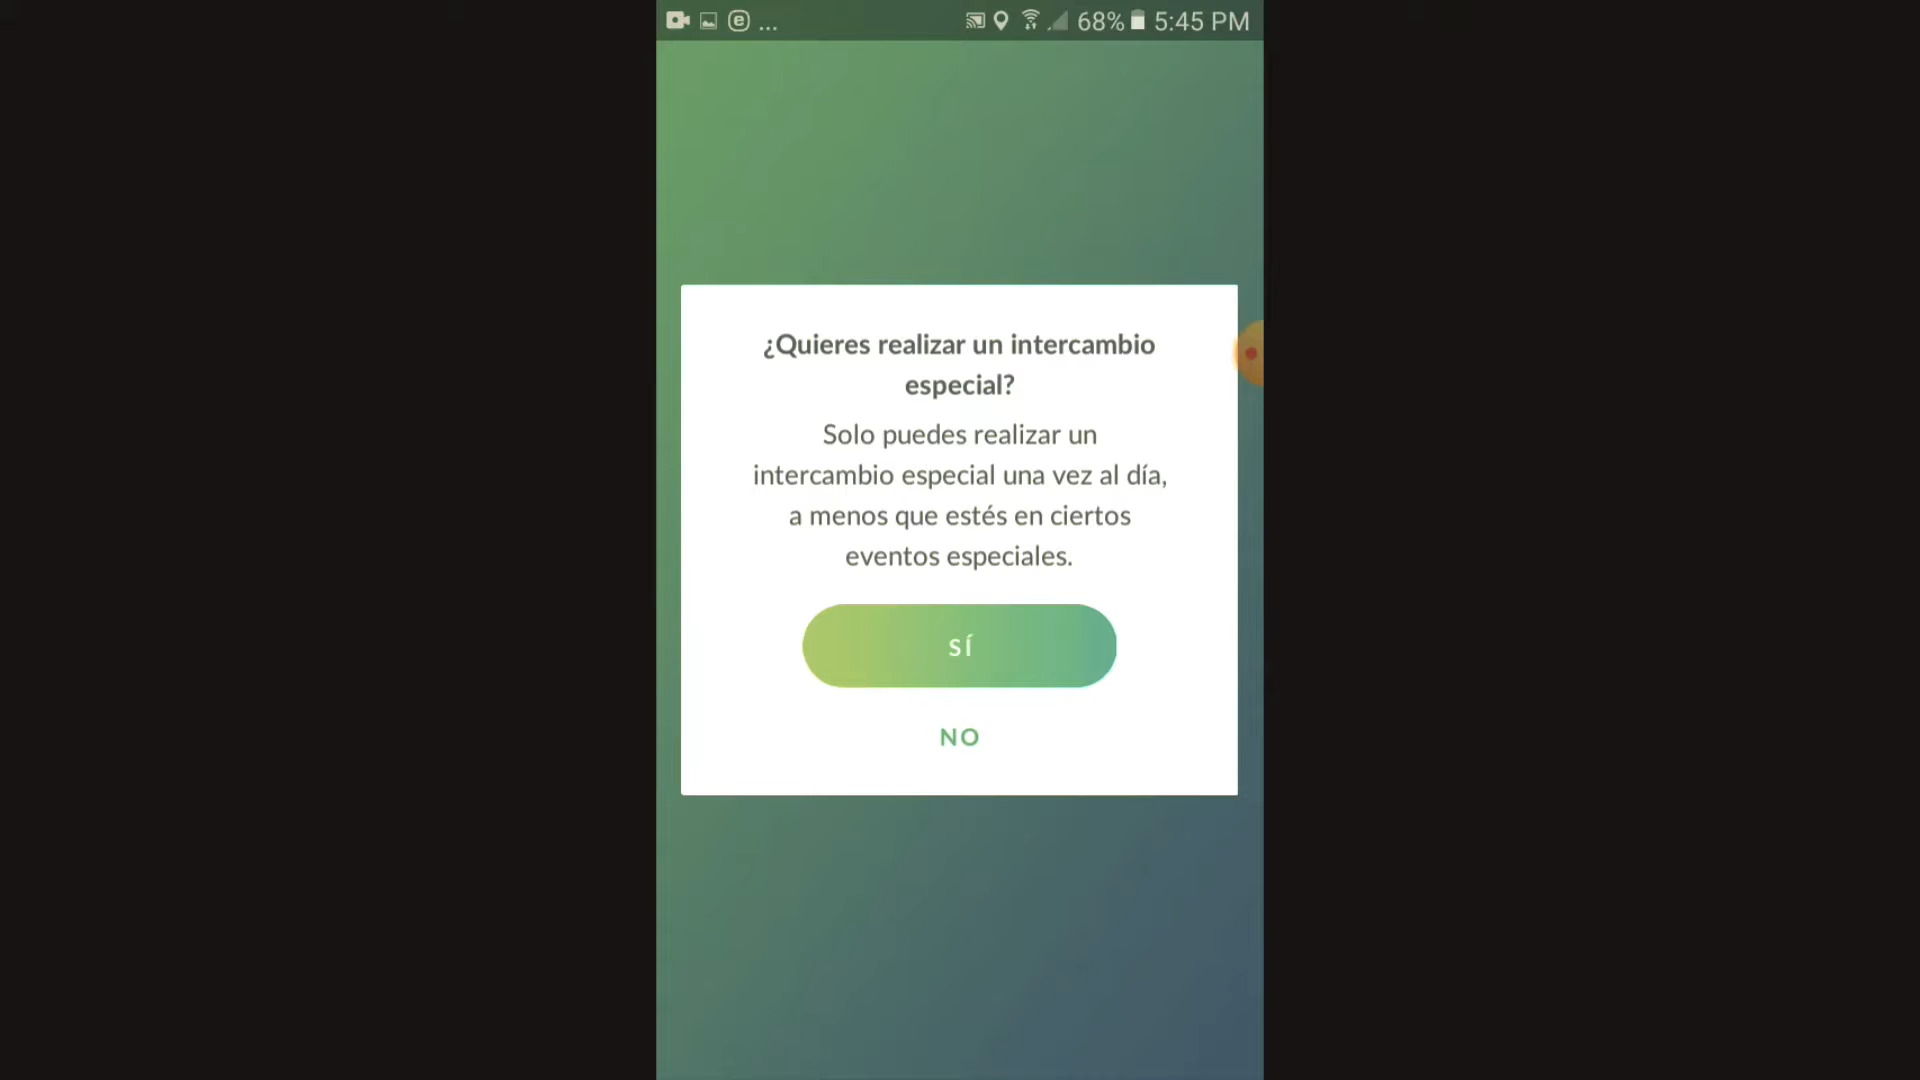 68% 5:45 PM
¿Quieres realizar un intercambio
especial?
Solo puedes realizar un
intercambio especial una vez al día,
a menos que estés en ciertos
eventos especiales.
SÍ
NO